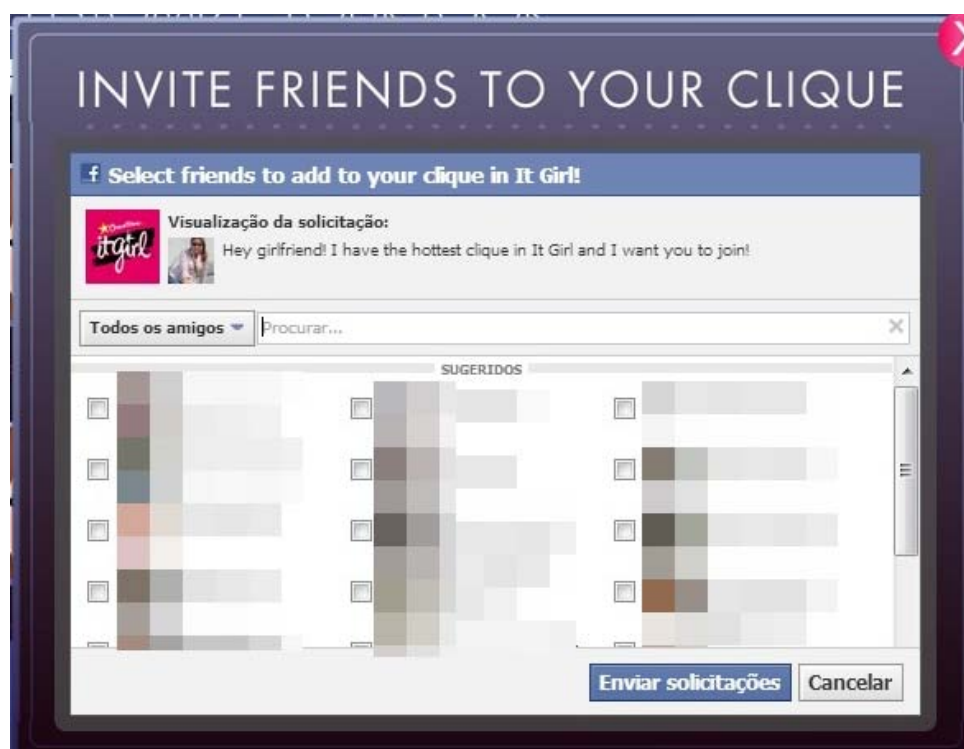 INVITE FRIENDS TO YOUR CLIQUE
f Select friends to add to your clique in It Girl!
Visualização da solicitação:
it girl
Hey girlfriend! I have the hottest clique in It Girl and I want you to join!
Todos os amigos
Procurar...
SUGERIDOS
Enviar solicitações
Cancelar